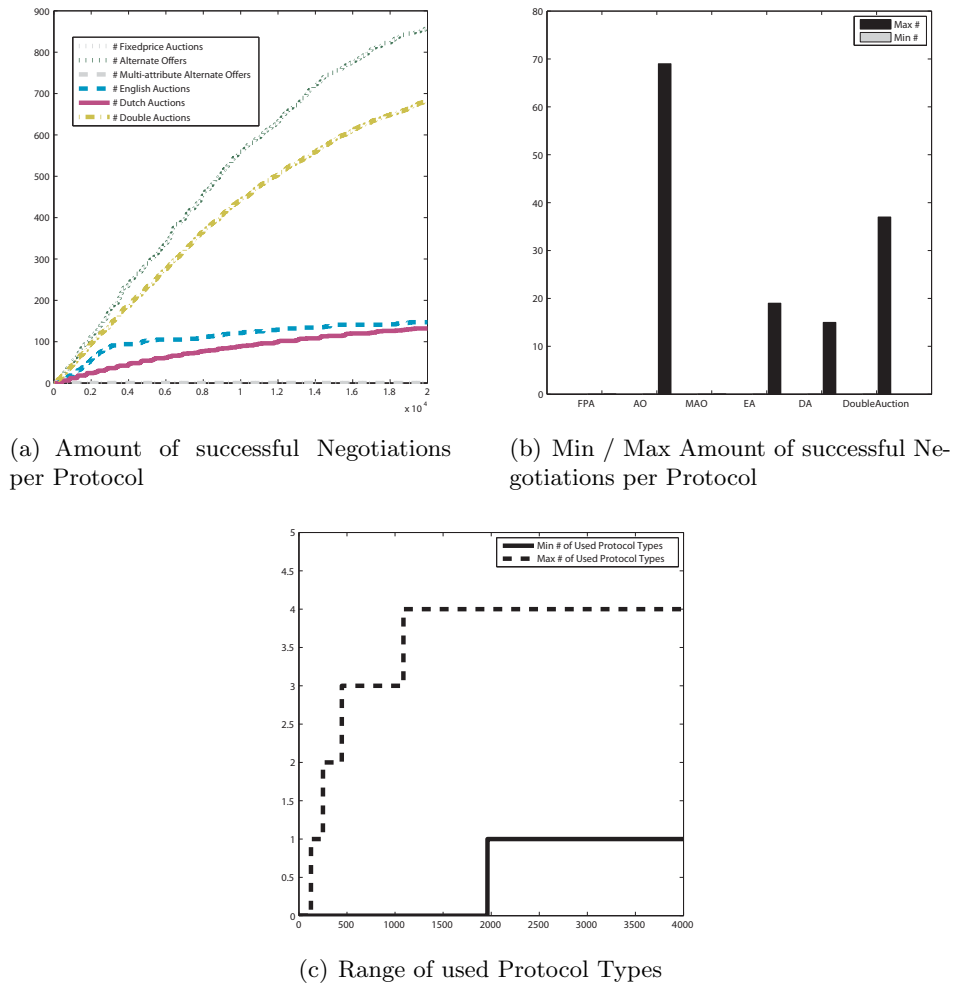 900
800
700
600
500
400
300
200
100
0
# Fixedprice Auctions
# Alternate Offers
# Multi-attribute Alternate Offers
# English Auctions
# Dutch Auctions
# Double Auctions
0 0.2 0.4 0.6 0.8 1 1.2 1.4 1.6 1.8 2
x 10^4
80
70
60
50
40
30
20
10
0
Max #
Min #
FPA AO MAO EA DA DoubleAuction
(a) Amount of successful Negotiations
per Protocol
(b) Min / Max Amount of successful Ne-
gotiations per Protocol
5
4.5
4
3.5
3
2.5
2
1.5
1
0.5
0
Min # of Used Protocol Types
Max # of Used Protocol Types
0 500 1000 1500 2000 2500 3000 3500 4000
(c) Range of used Protocol Types